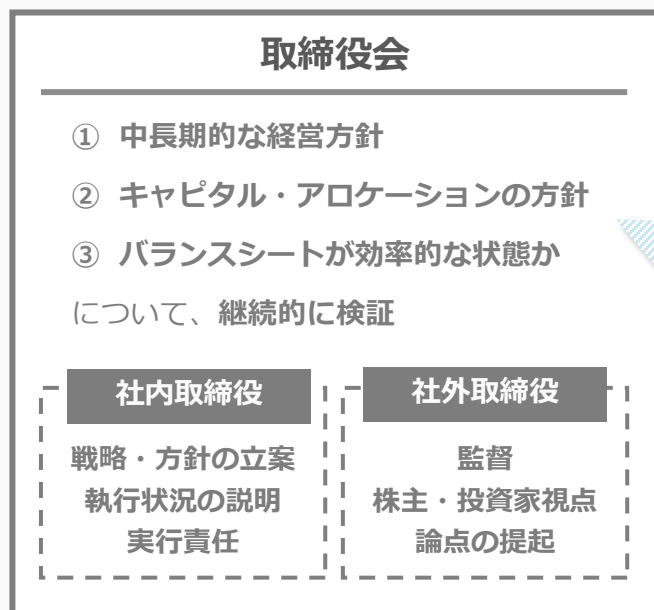 取締役会
① 中長期的な経営方針
② キャピタル・アロケーションの方針
③ バランスシートが効率的な状態か
について、継続的に検証
社内取締役
戦略・方針の立案
執行状況の説明
実行責任
社外取締役
監督
株主・投資家視点
論点の提起